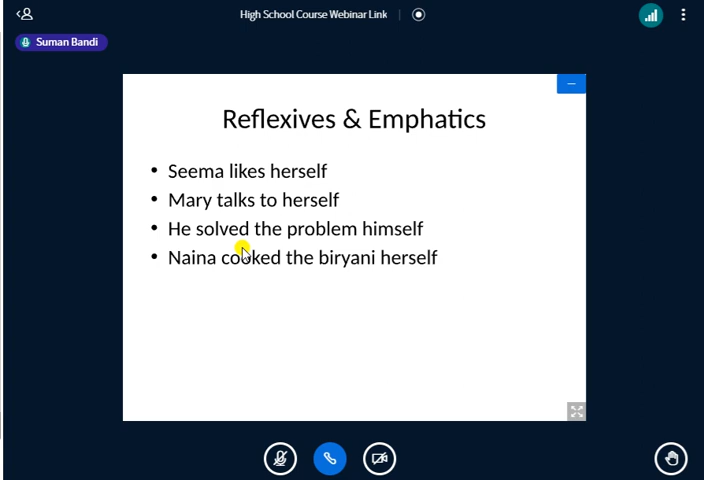 High School Course Webinar Link
Suman Bandi
Reflexives & Emphatics
• Seema likes herself
• Mary talks to herself
• He solved the problem himself
• Naina cooked the biryani herself